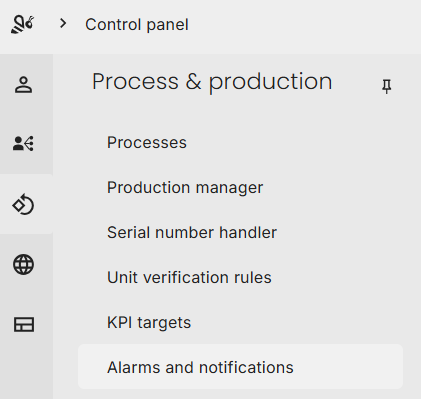 Control panel
Process & production
Processes
Production manager
Serial number handler
Unit verification rules
KPI targets
Alarms and notifications